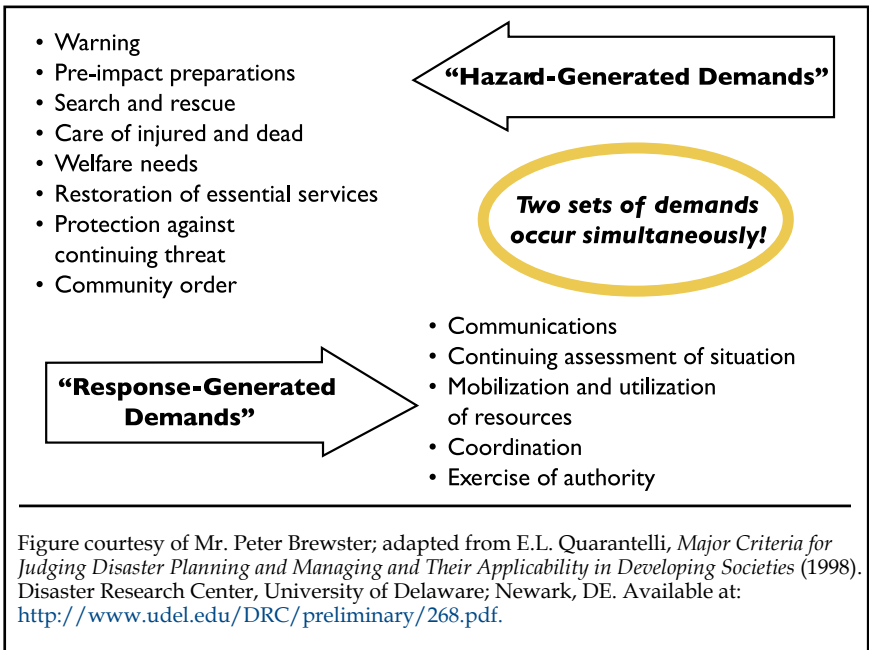 • Warning
• Pre-impact preparations
• Search and rescue
• Care of injured and dead
• Welfare needs
• Restoration of essential services
• Protection against
continuing threat
• Community order
“Hazard-Generated Demands”
Two sets of demands
occur simultaneously!
“Response-Generated
Demands”
• Communications
• Continuing assessment of situation
• Mobilization and utilization
of resources
• Coordination
• Exercise of authority
Figure courtesy of Mr. Peter Brewster; adapted from E.L. Quarantelli, Major Criteria for
Judging Disaster Planning and Managing and Their Applicability in Developing Societies (1998).
Disaster Research Center, University of Delaware; Newark, DE. Available at:
http://www.udel.edu/DRC/preliminary/268.pdf.